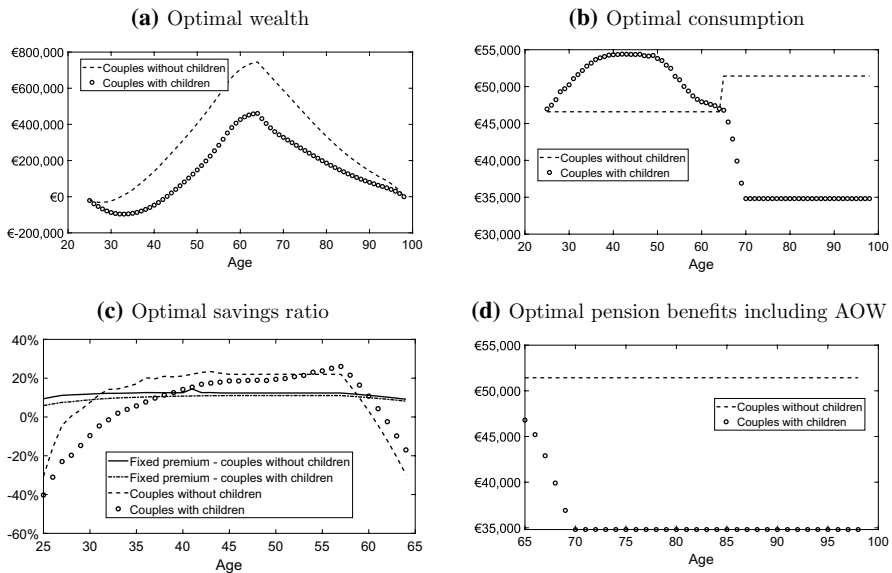 (a) Optimal wealth
€800,000
€600,000
€400,000
€200,000
€0
€-200,000
20 30 40 50 60 70 80 90 100
Age
Couples without children
Couples with children
(b) Optimal consumption
€55,000
€50,000
€45,000
€40,000
€35,000
€30,000
20 30 40 50 60 70 80 90 100
Age
Couples without children
Couples with children
(c) Optimal savings ratio
40%
20%
0%
-20%
-40%
-60%
25 30 35 40 45 50 55 60 65
Age
Fixed premium - couples without children
Fixed premium - couples with children
Couples without children
Couples with children
(d) Optimal pension benefits including AOW
€55,000
€50,000
€45,000
€40,000
€35,000
65 70 75 80 85 90 95 100
Age
Couples without children
Couples with children